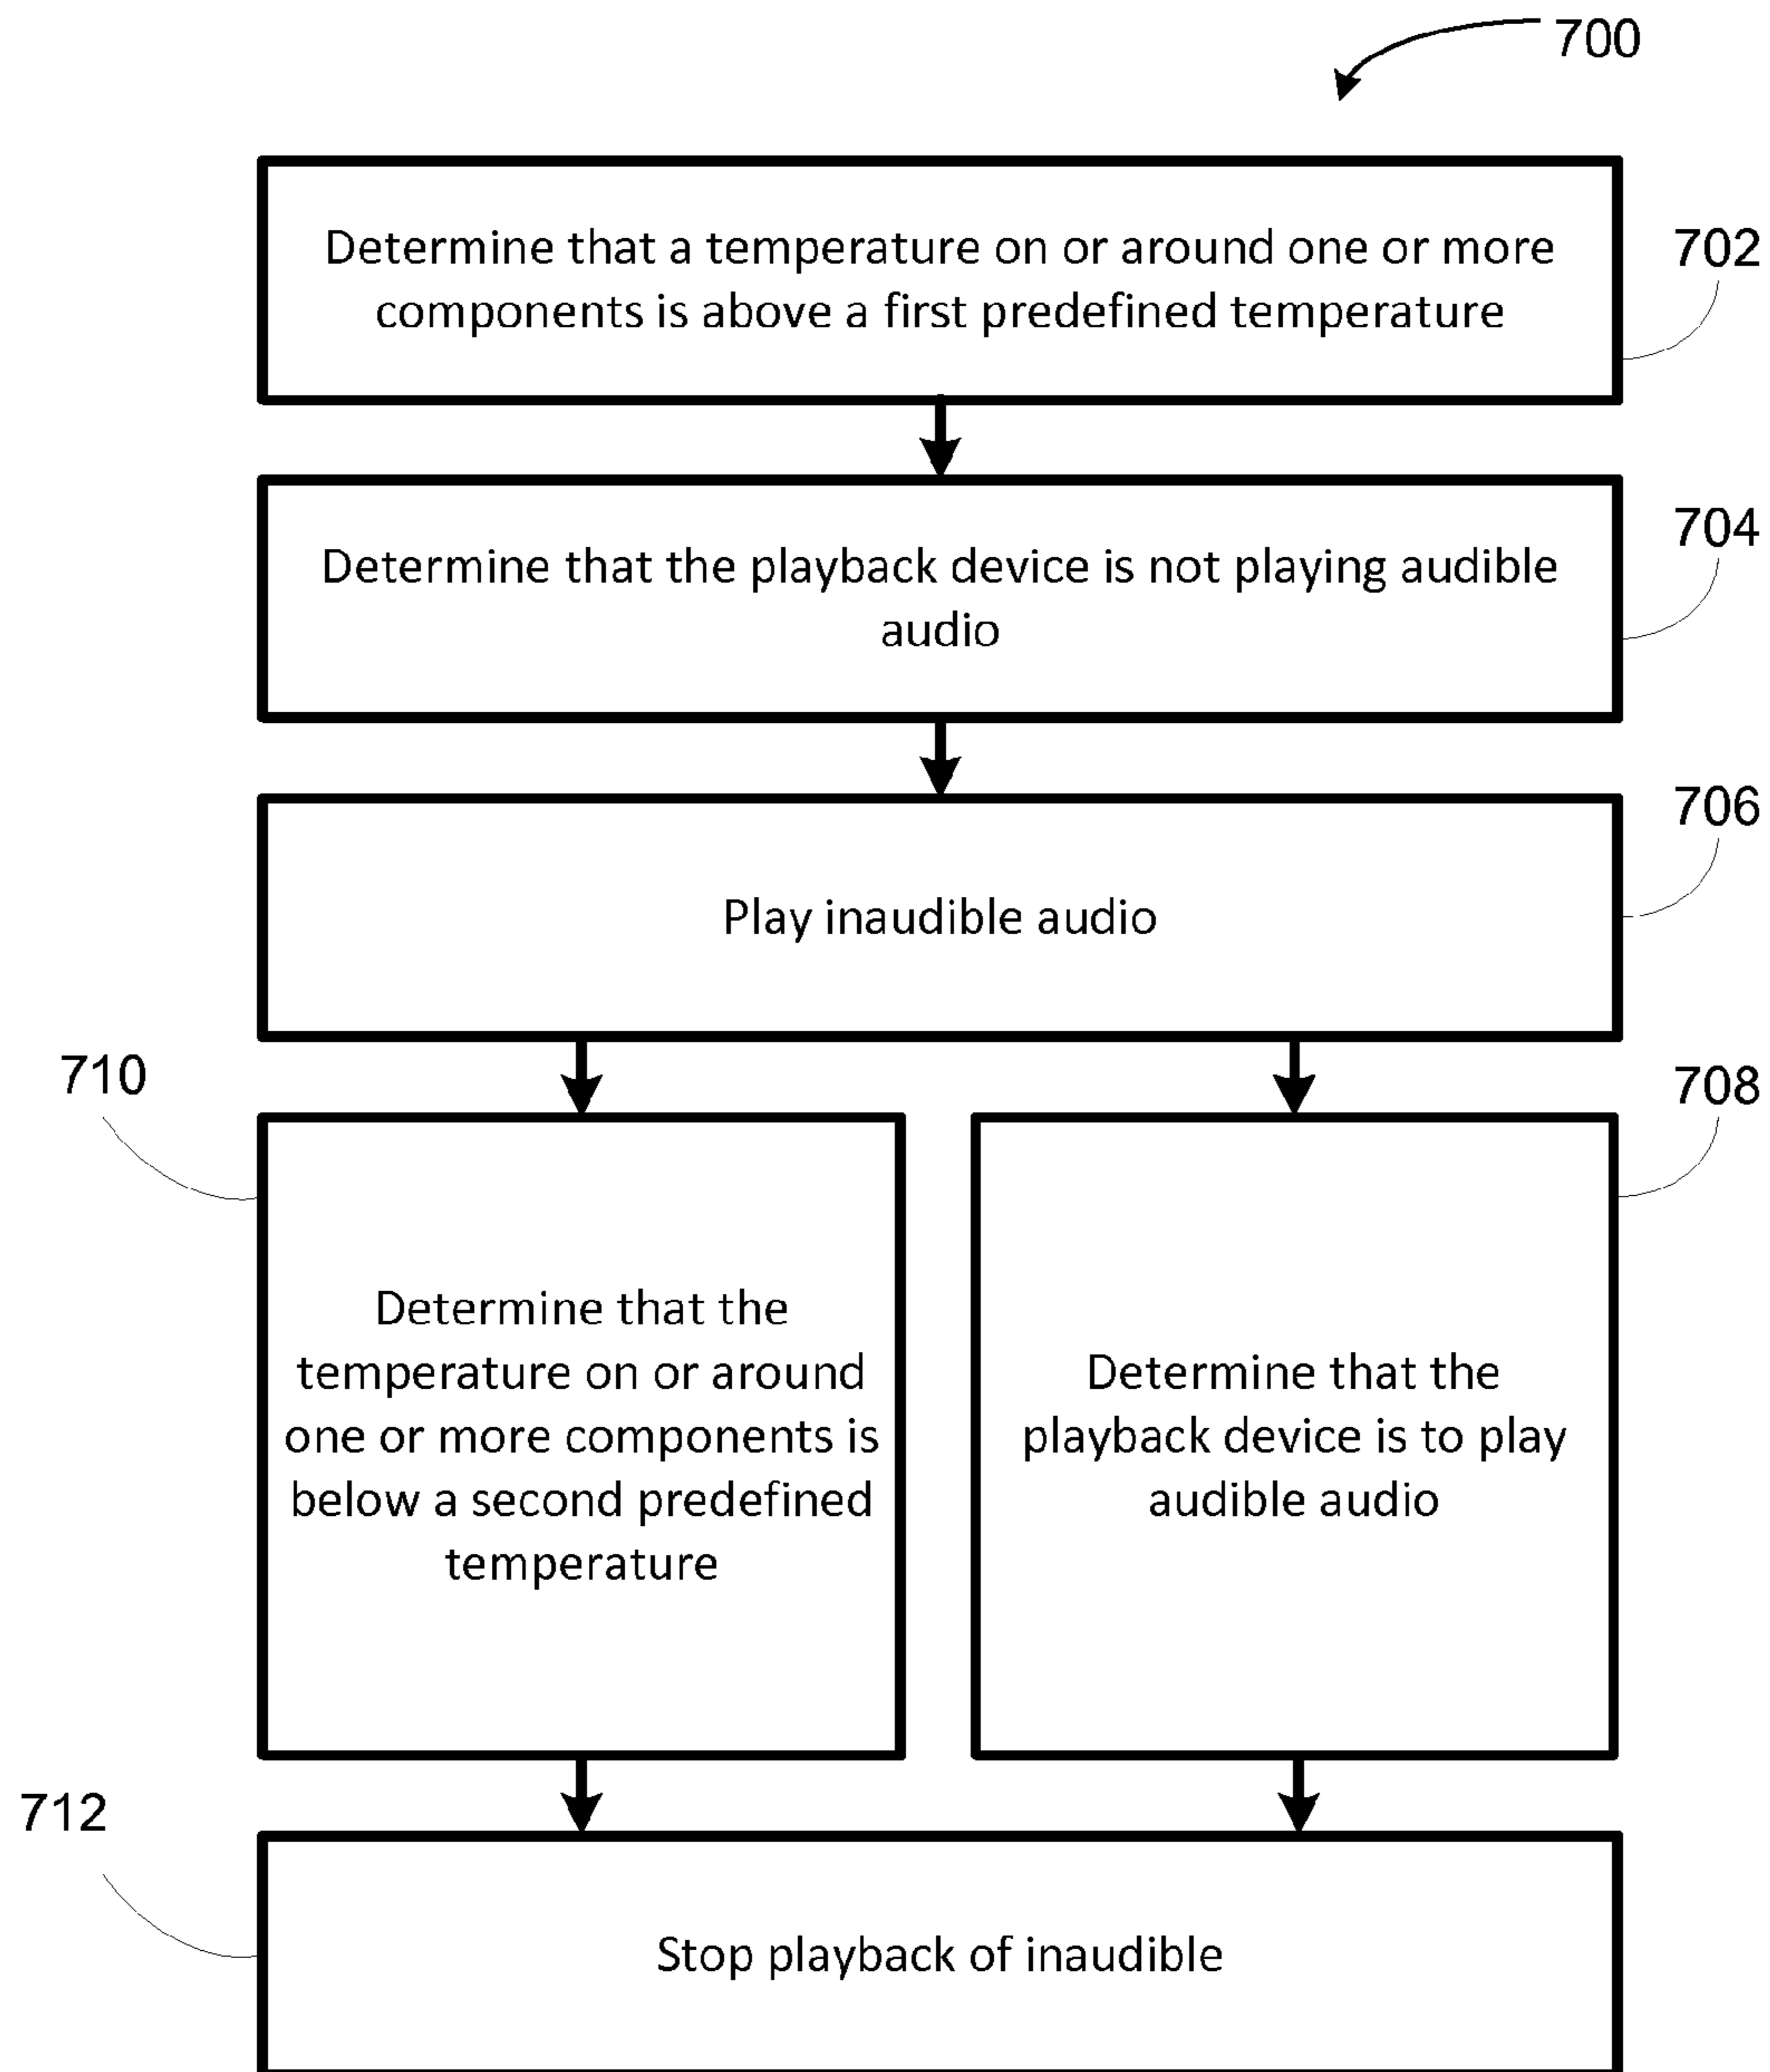 700
Determine that a temperature on or around one or more
components is above a first predefined temperature
702
Determine that the playback device is not playing audible
audio
704
Play inaudible audio
706
710
Determine that the
temperature on or around
one or more components is
below a second predefined
temperature
708
Determine that the
playback device is to play
audible audio
712
Stop playback of inaudible